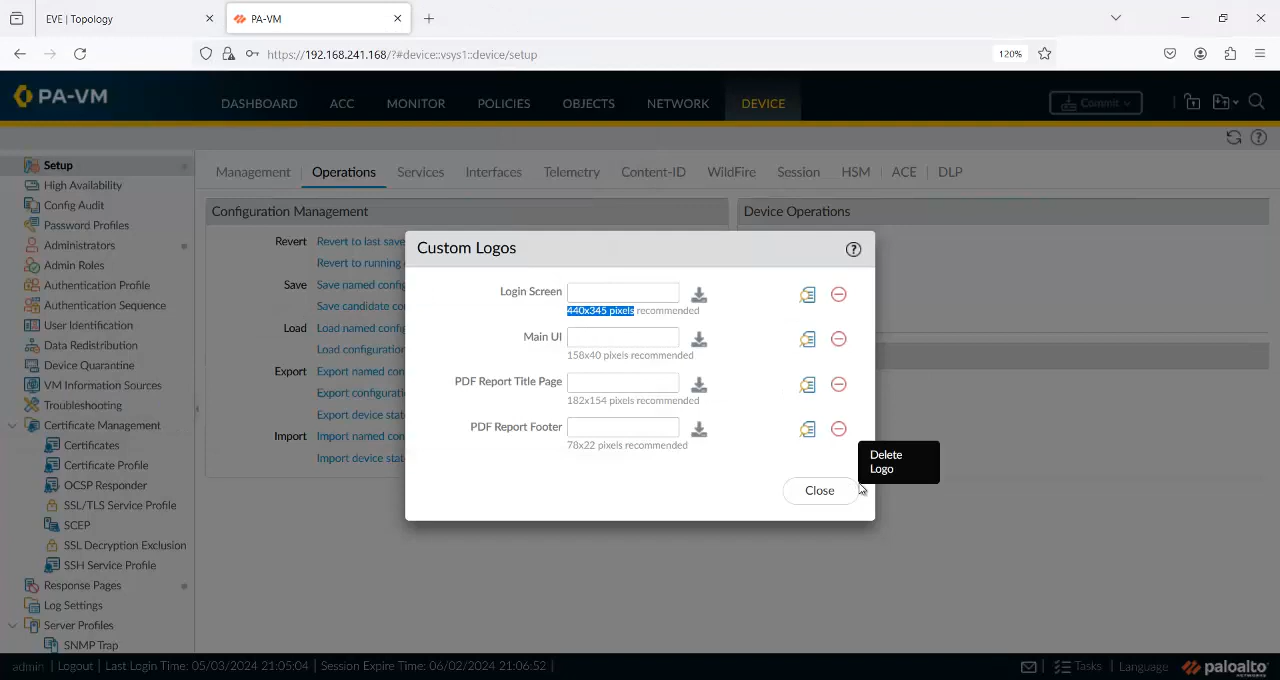 EVE | Topology
PA-VM
https://192.168.241.168/?#device::vsys1::device/setup
120%
PA-VM
DASHBOARD
ACC
MONITOR
POLICIES
OBJECTS
NETWORK
DEVICE
Commit
Setup
High Availability
Config Audit
Password Profiles
Administrators
Admin Roles
Authentication Profile
Authentication Sequence
User Identification
Data Redistribution
Device Quarantine
VM Information Sources
Troubleshooting
Certificate Management
Certificates
Certificate Profile
OCSP Responder
SSL/TLS Service Profile
SCEP
SSL Decryption Exclusion
SSH Service Profile
Response Pages
Log Settings
Server Profiles
SNMP Trap
Management
Operations
Services
Interfaces
Telemetry
Content-ID
WildFire
Session
HSM
ACE
DLP
Configuration Management
Device Operations
Revert
Revert to last save
Revert to running
Save
Save named config
Save candidate co
Load
Load named config
Load configuration
Export
Export named con
Export configurati
Export device stat
Import
Import named con
Import device stat
Custom Logos
Login Screen
440x345 pixels recommended
Main UI
158x40 pixels recommended
PDF Report Title Page
182x154 pixels recommended
PDF Report Footer
78x22 pixels recommended
Delete
Logo
Close
admin | Logout | Last Login Time: 05/03/2024 21:05:04 | Session Expire Time: 06/02/2024 21:06:52 |
Tasks | Language
paloalto
NETWORKS